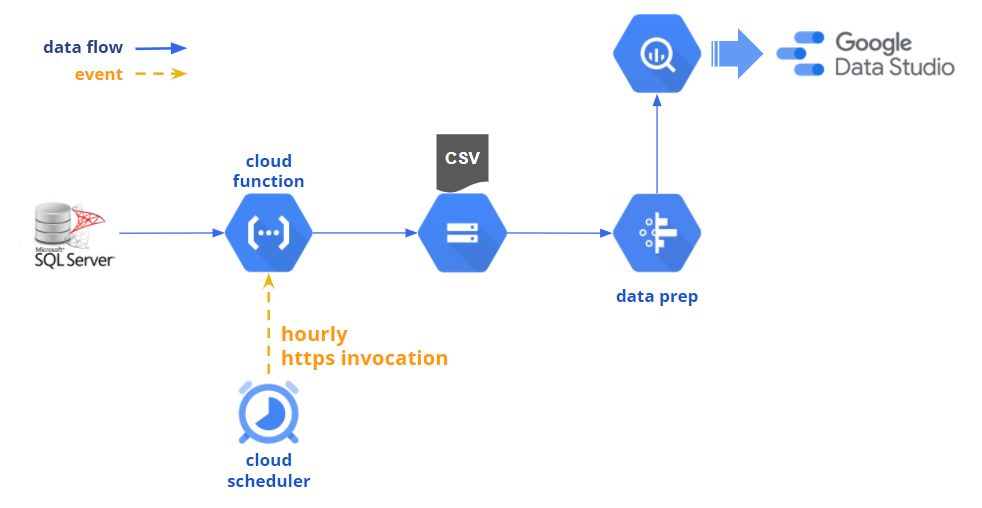 data flow
event
Google
Data Studio
CSV
cloud
function
Microsoft
SQL Server
data prep
hourly
https invocation
cloud
scheduler